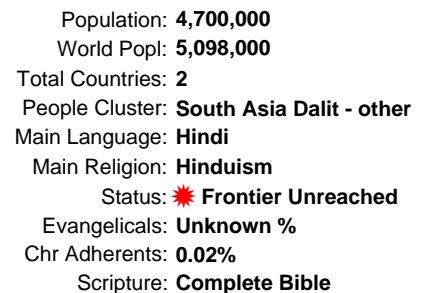 Population: 4,700,000
World Popl: 5,098,000
Total Countries: 2
People Cluster: South Asia Dalit - other
Main Language: Hindi
Main Religion: Hinduism
Status: Frontier Unreached
Evangelicals: Unknown %
Chr Adherents: 0.02%
Scripture: Complete Bible